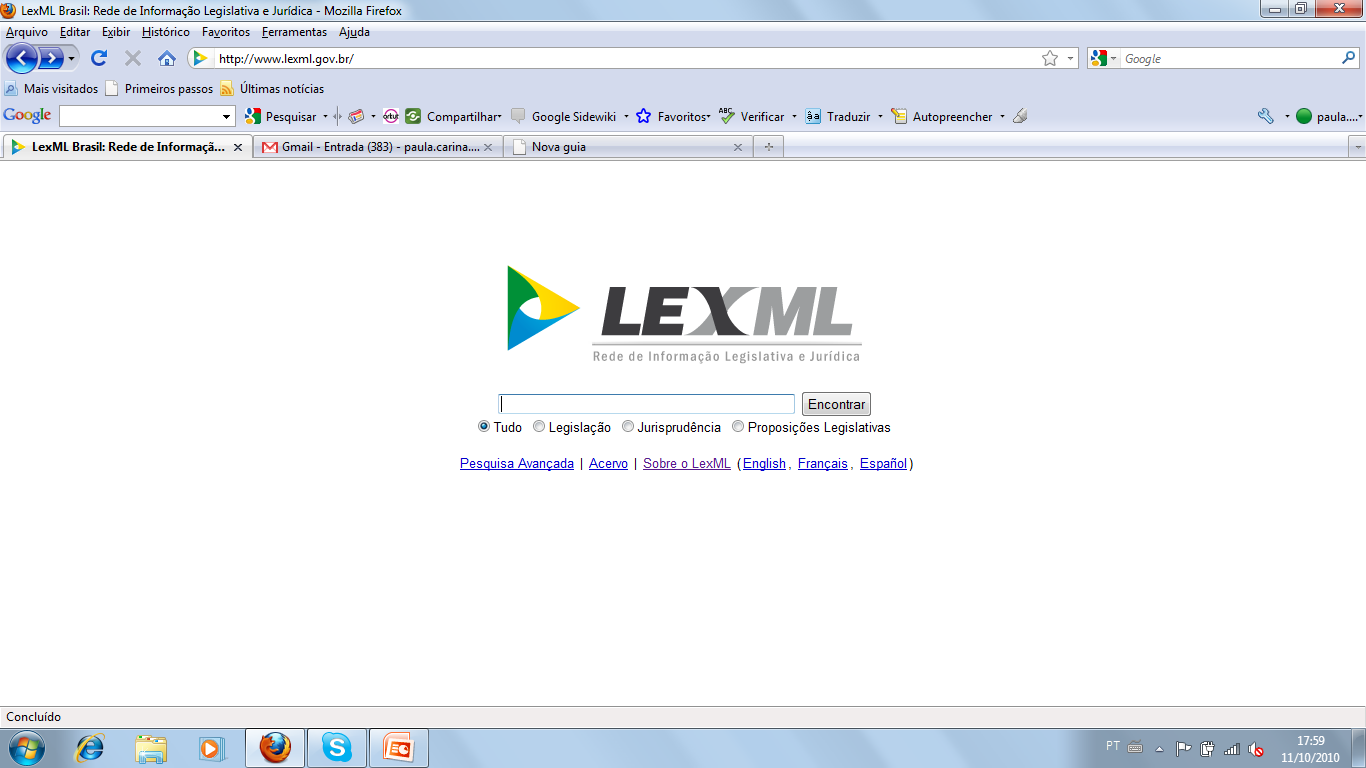 LexML Brasil: Rede de Informação Legislativa e Jurídica - Mozilla Firefox
Arquivo Editar Exibir Histórico Favoritos Ferramentas Ajuda
http://www.lexml.gov.br/ Google
Mais visitados Primeiros passos Últimas notícias
Google Pesquisar Compartilhar Google Sidewiki Favoritos ABC Verificar âa Traduzir Autopreencher paula....
LexML Brasil: Rede de Informaçã... Gmail - Entrada (383) - paula.carina.... Nova guia
LEXML
Rede de Informação Legislativa e Jurídica
Encontrar
Tudo Legislação Jurisprudência Proposições Legislativas
Pesquisa Avançada | Acervo | Sobre o LexML (English, Français, Español)
Concluído
PT 17:59
11/10/2010